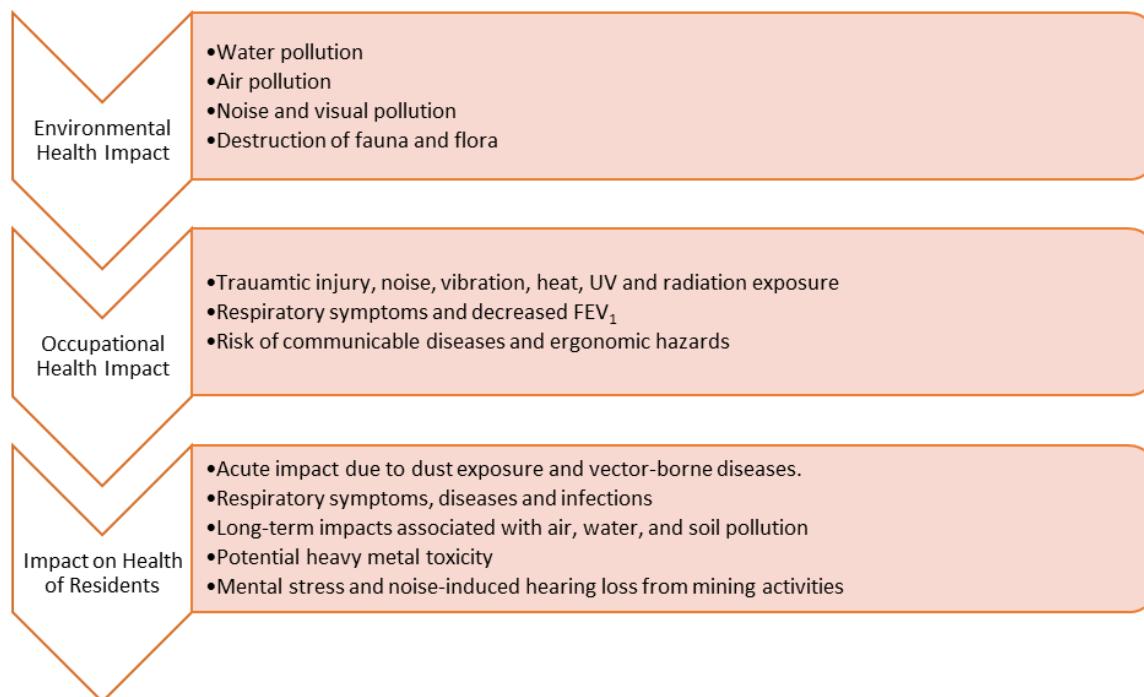 Environmental
Health Impact
•Water pollution
•Air pollution
•Noise and visual pollution
•Destruction of fauna and flora
Occupational
Health Impact
•Trauamtic injury, noise, vibration, heat, UV and radiation exposure
•Respiratory symptoms and decreased FEV₁
•Risk of communicable diseases and ergonomic hazards
Impact on Health
of Residents
•Acute impact due to dust exposure and vector-borne diseases.
•Respiratory symptoms, diseases and infections
•Long-term impacts associated with air, water, and soil pollution
•Potential heavy metal toxicity
•Mental stress and noise-induced hearing loss from mining activities